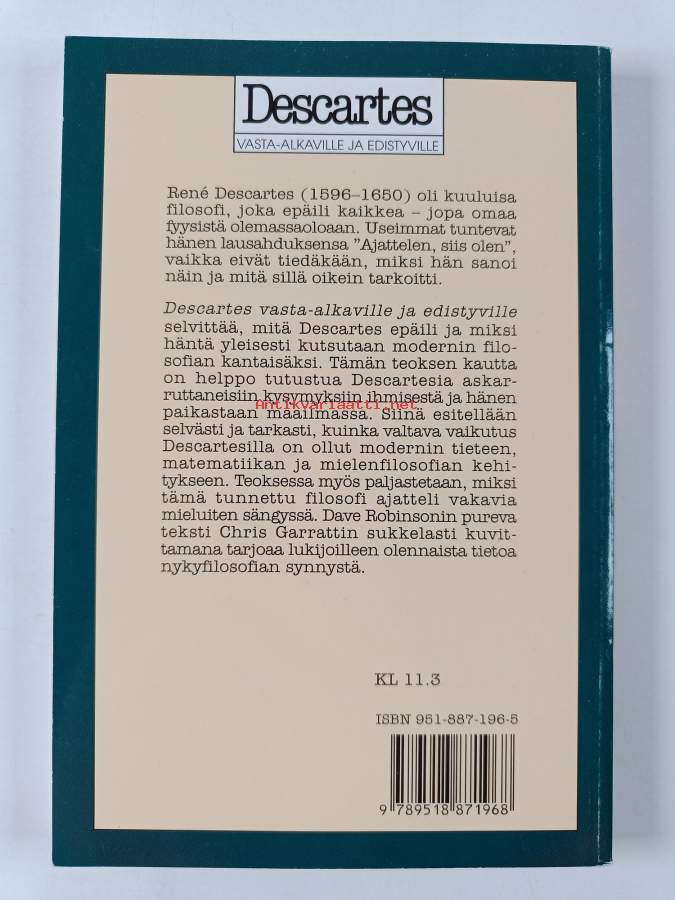 Descartes
VASTA-ALKAVILLE JA EDISTYVILLE
René Descartes (1596–1650) oli kuuluisa
filosofi, joka epäili kaikkea – jopa omaa
fyysistä olemassaoloaan. Useimmat tuntevat
hänen lausahduksensa ”Ajattelen, siis olen”,
vaikka eivät tiedäkään, miksi hän sanoi
näin ja mitä sillä oikein tarkoitti.
Descartes vasta-alkaville ja edistyville
selvittää, mitä Descartes epäili ja miksi
häntä yleisesti kutsutaan modernin filo-
sofian kantaisäksi. Tämän teoksen kautta
on helppo tutustua Descartesia askar-
ruttaneisiin kysymyksiin ihmisestä ja hänen
Antikvariaatti.net
paikastaan maailmassa. Siinä esitellään
selvästi ja tarkasti, kuinka valtava vaikutus
Descartesilla on ollut modernin tieteen,
matematiikan ja mielenfilosofian kehi-
tykseen. Teoksessa myös paljastetaan, miksi
tämä tunnettu filosofi ajatteli vakavia
mieluiten sängyssä. Dave Robinsonin pureva
teksti Chris Garrattin sukkelasti kuvit-
tamana tarjoaa lukijoilleen olennaista tietoa
nykyfilosofian synnystä.
KL 11.3
ISBN 951-887-196-5
9 789518 871968